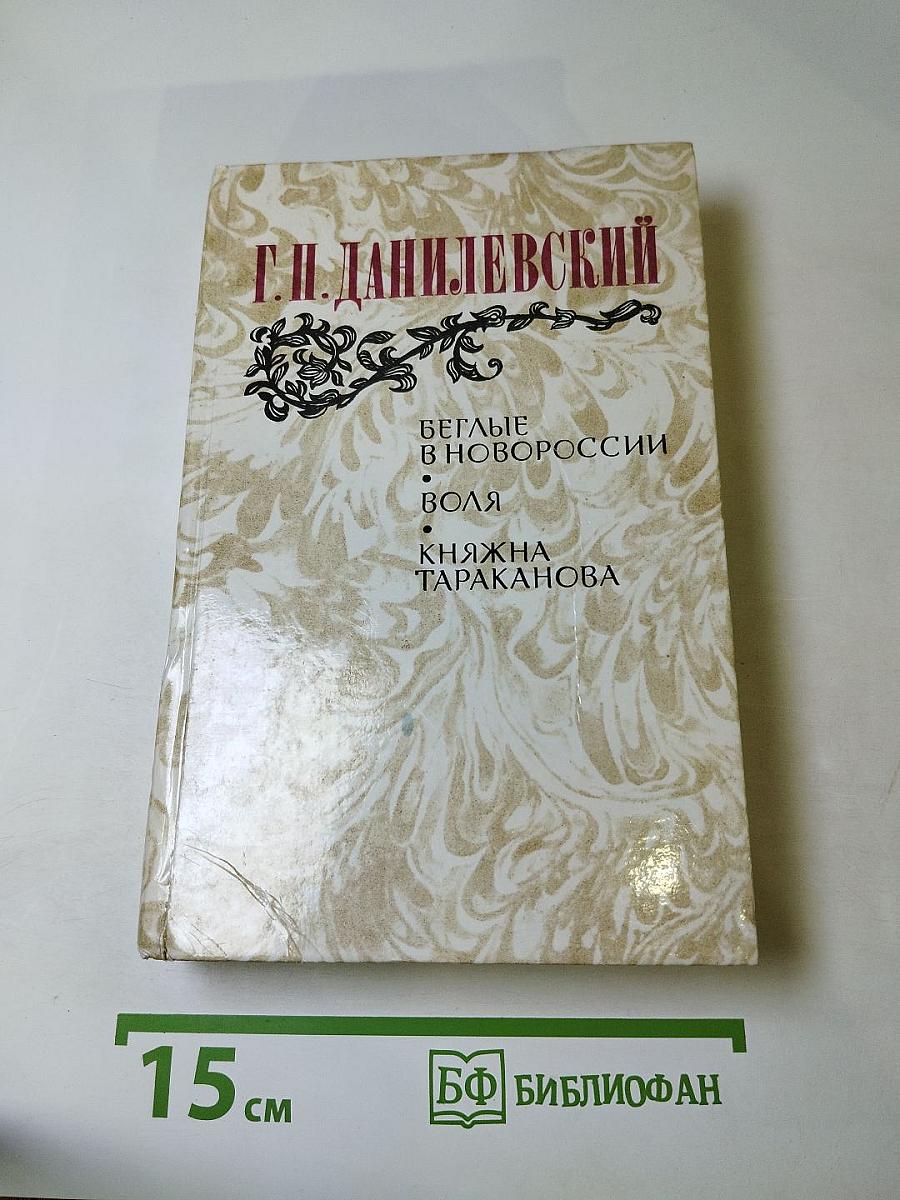 Г.П.ДАНИЛЕВСКИЙ
БЕГЛЫЕ
В НОВОРОССИИ
•
ВОЛЯ
•
КНЯЖНА
ТАРАКАНОВА
15 см
БФ БИБЛИОФАН